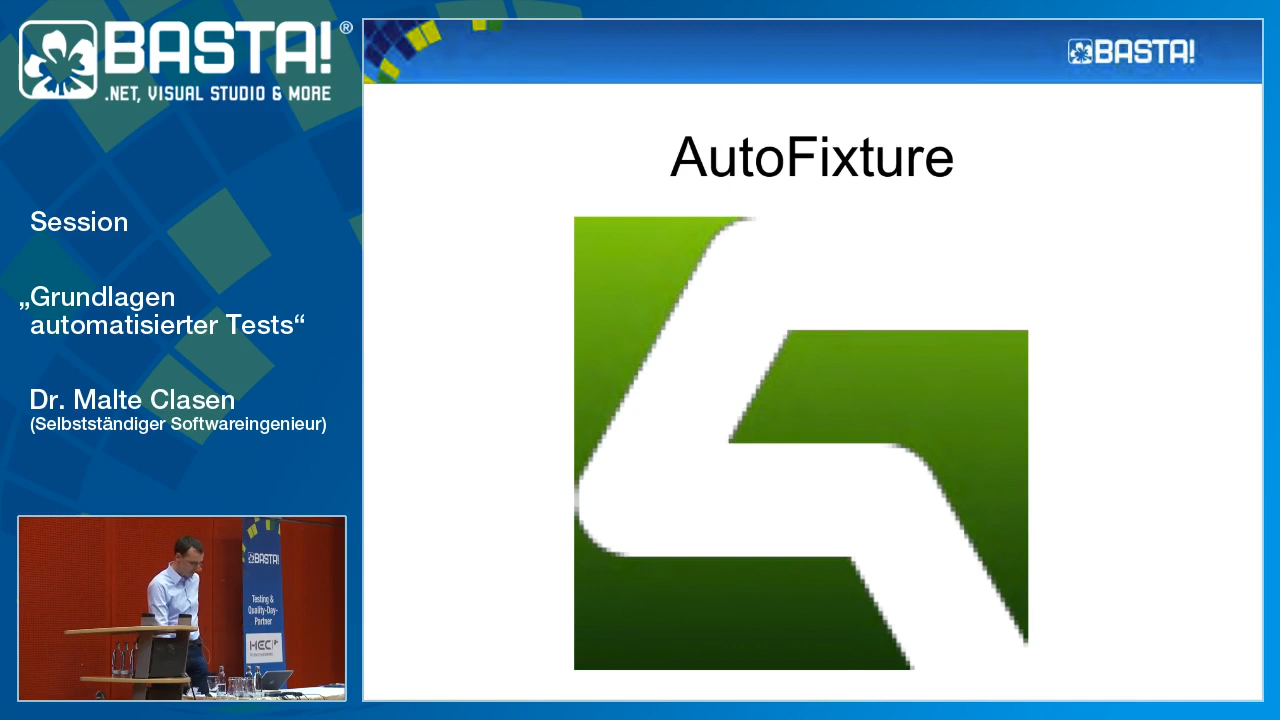 BASTA!®
.NET, VISUAL STUDIO & MORE
Session
„Grundlagen
automatisierter Tests“
Dr. Malte Clasen
(Selbstständiger Softwareingenieur)
BASTA!
AutoFixture
BASTA!
Testing &
Quality-Day-
Partner
HEC